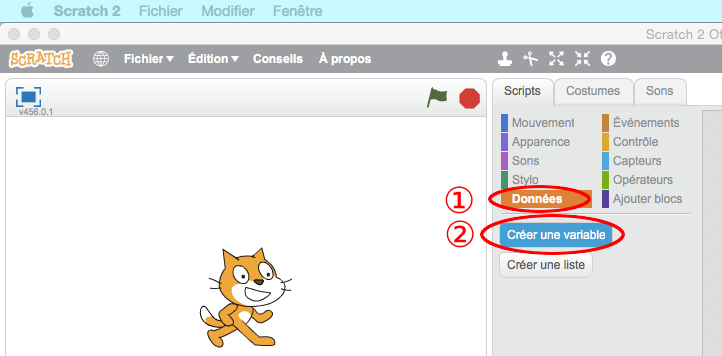 Scratch 2 Fichier Modifier Fenêtre
Scratch 2 Of
SCRATCH Fichier Édition Conseils À propos
v456.0.1
Scripts Costumes Sons
Mouvement Événements
Apparence Contrôle
Sons Capteurs
Stylo Opérateurs
① Données Ajouter blocs
② Créer une variable
Créer une liste